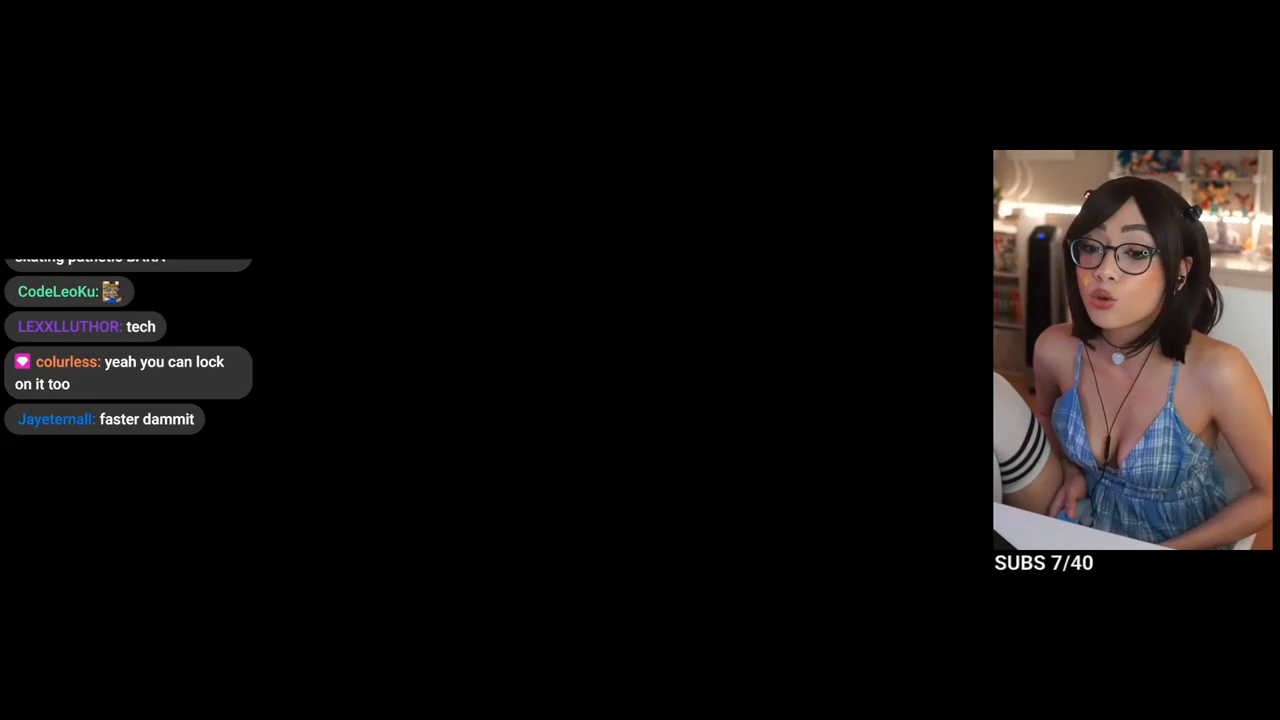 CodeLeoKu:
LEXXLLUTHOR: tech
colurless: yeah you can lock
on it too
Jayeternall: faster dammit
SUBS 7/40